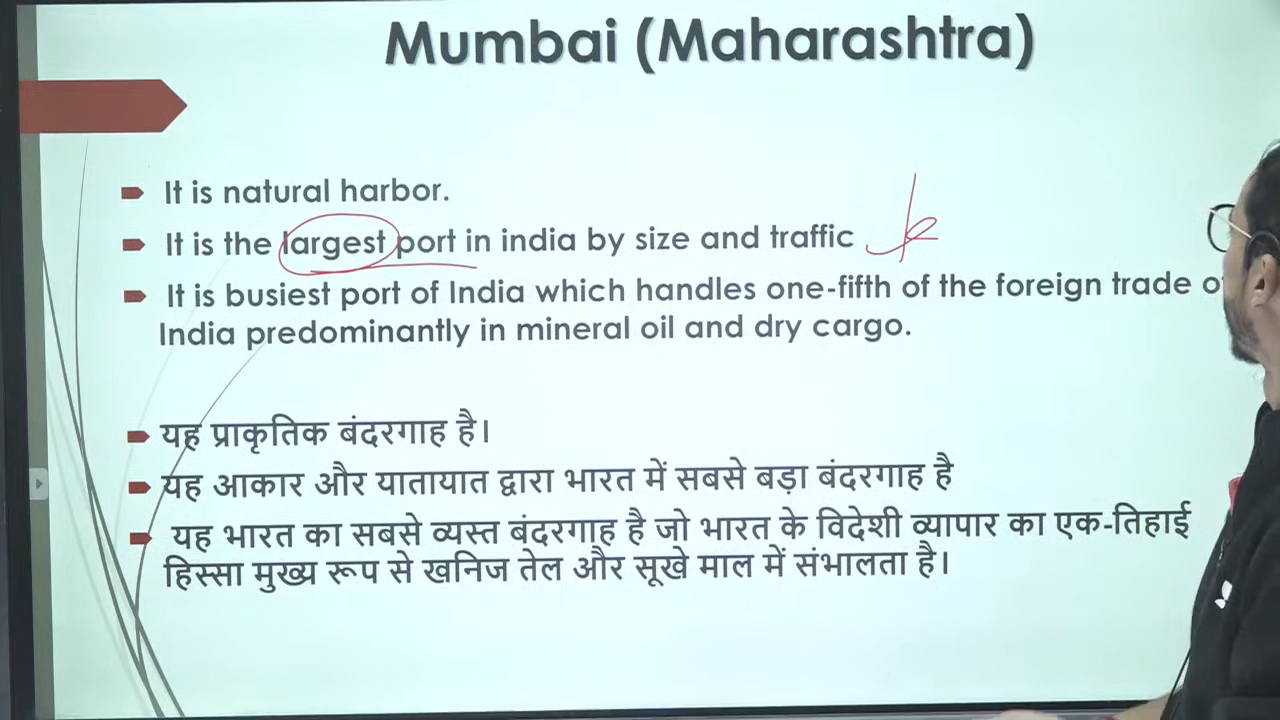 Mumbai (Maharashtra)
It is natural harbor.
It is the largest port in india by size and traffic
It is busiest port of India which handles one-fifth of the foreign trade
India predominantly in mineral oil and dry cargo.
यह प्राकृतिक बंदरगाह है।
यह आकार और यातायात द्वारा भारत में सबसे बड़ा बंदरगाह है
यह भारत का सबसे व्यस्त बंदरगाह है जो भारत के विदेशी व्यापार का एक-तिहाई
हिस्सा मुख्य रूप से खनिज तेल और सूखे माल में संभालता है।